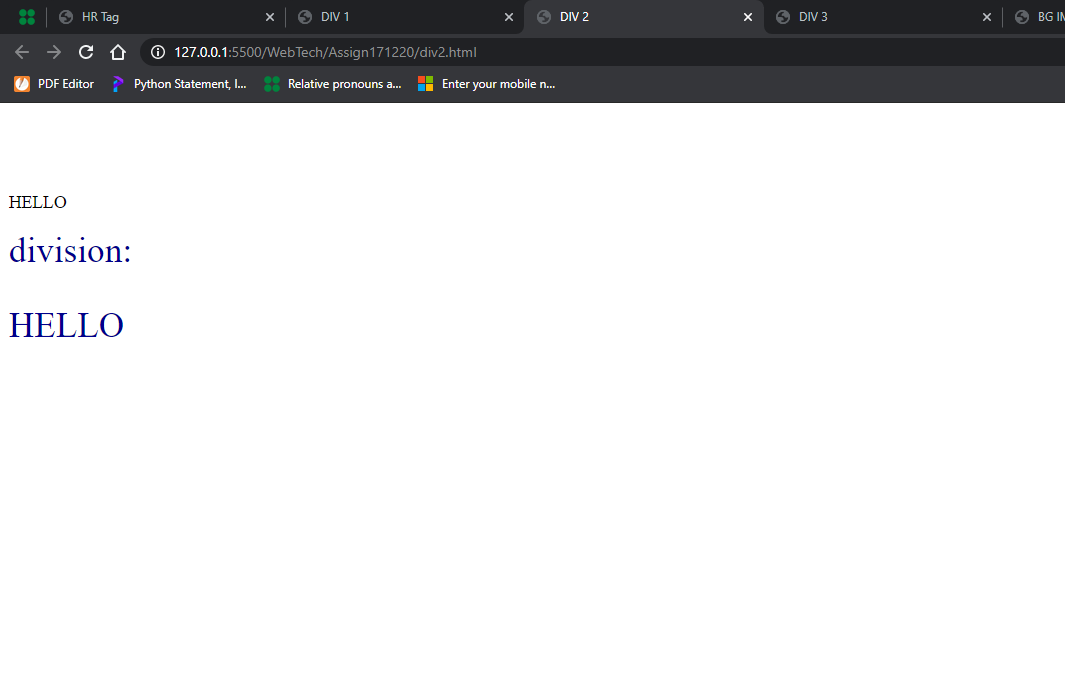 HR Tag
DIV 1
DIV 2
DIV 3
BG IM
127.0.0.1:5500/WebTech/Assign171220/div2.html
PDF Editor
Python Statement, I...
Relative pronouns a...
Enter your mobile n...
HELLO
division:
HELLO